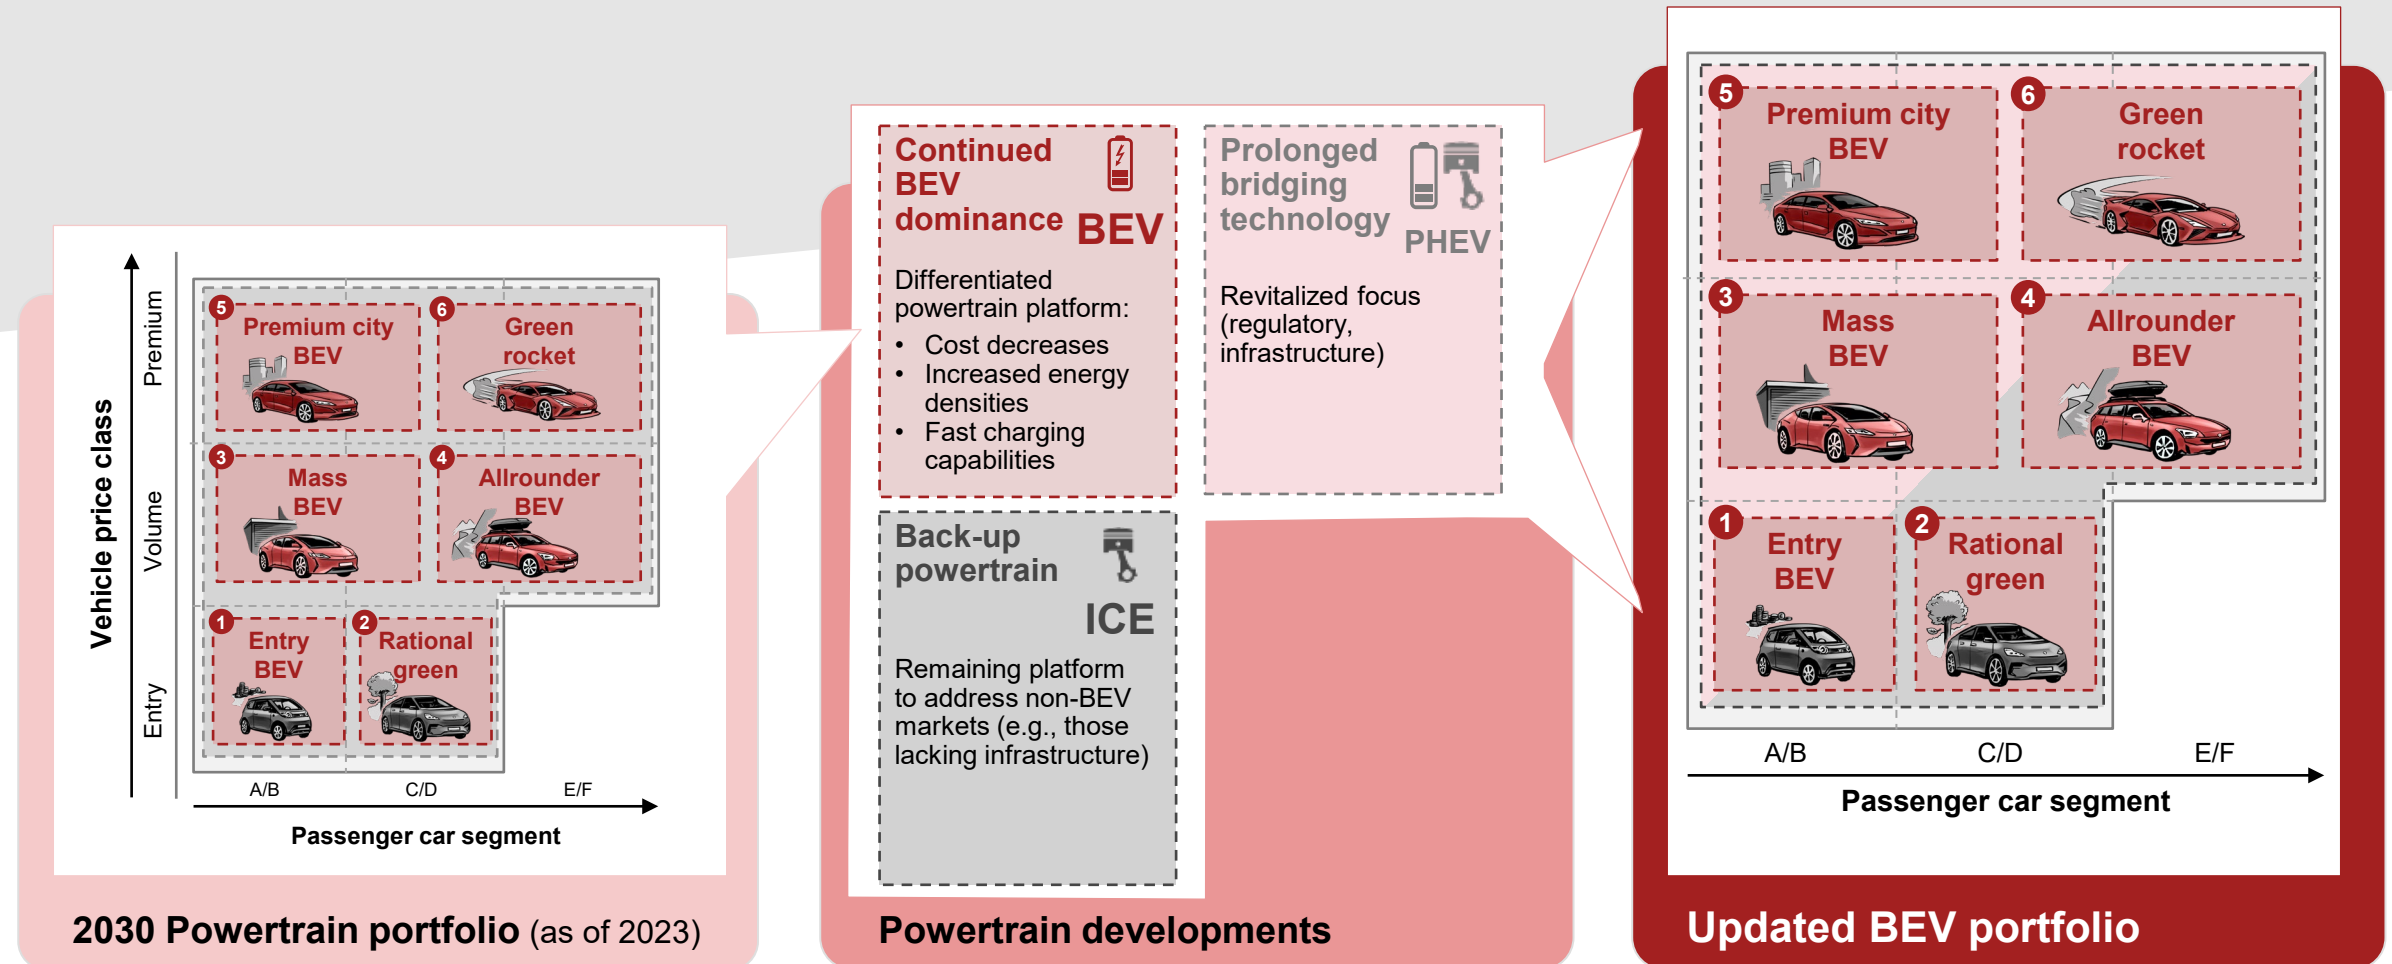 Vehicle price class
Premium
Volume
Entry
5
Premium city
BEV
6
Green
rocket
3
Mass
BEV
4
Allrounder
BEV
1
Entry
BEV
2
Rational
green
A/B
C/D
E/F
Passenger car segment
2030 Powertrain portfolio (as of 2023)
Continued
BEV
dominance
BEV
Differentiated
powertrain platform:
• Cost decreases
• Increased energy
densities
• Fast charging
capabilities
Prolonged
bridging
technology
PHEV
Revitalized focus
(regulatory,
infrastructure)
Back-up
powertrain
ICE
Remaining platform
to address non-BEV
markets (e.g., those
lacking infrastructure)
Powertrain developments
5
Premium city
BEV
6
Green
rocket
3
Mass
BEV
4
Allrounder
BEV
1
Entry
BEV
2
Rational
green
A/B
C/D
E/F
Passenger car segment
Updated BEV portfolio